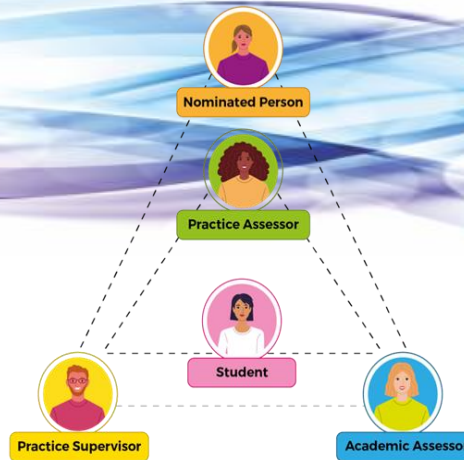 Nominated Person
Practice Assessor
Student
Practice Supervisor
Academic Assesso